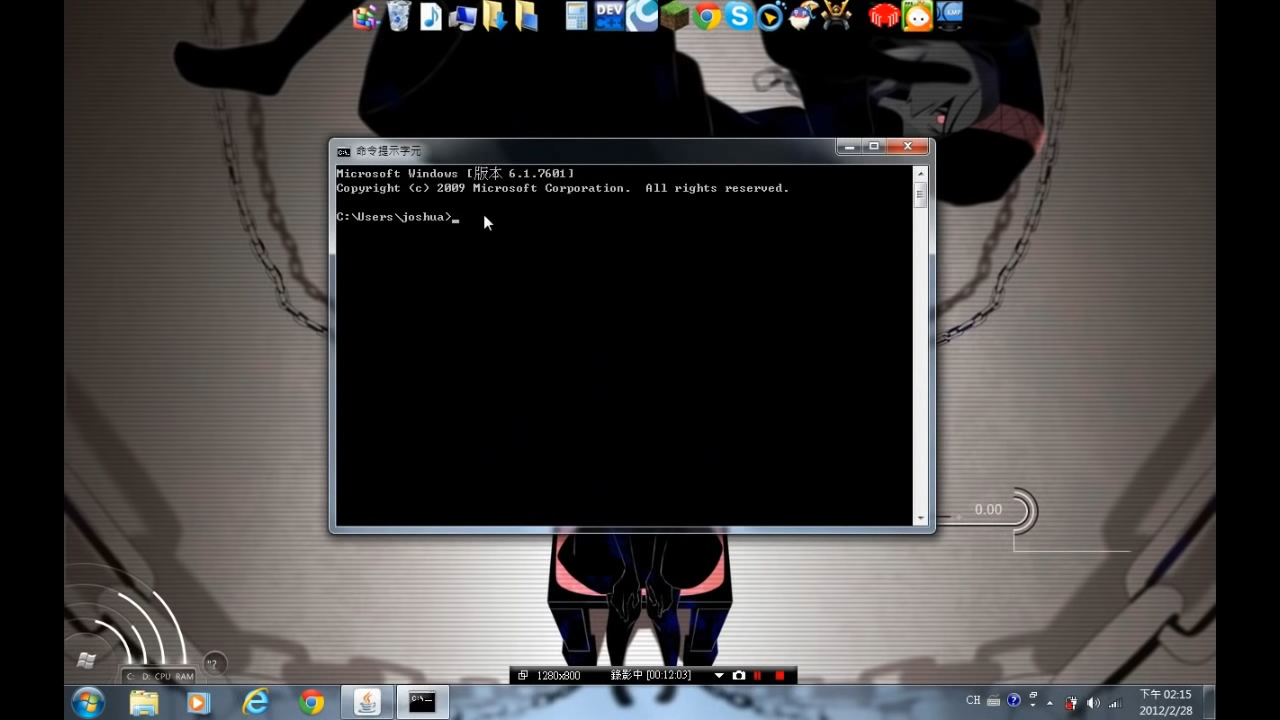 DEV
C++
KMP
命令提示字元
Microsoft Windows [版本 6.1.7601]
Copyright (c) 2009 Microsoft Corporation.  All rights reserved.
C:\Users\joshua>_
0.00
"?
C: D: CPU RAM
1280x800 錄影中 [00:12:03]
CH
下午 02:15
2012/2/28